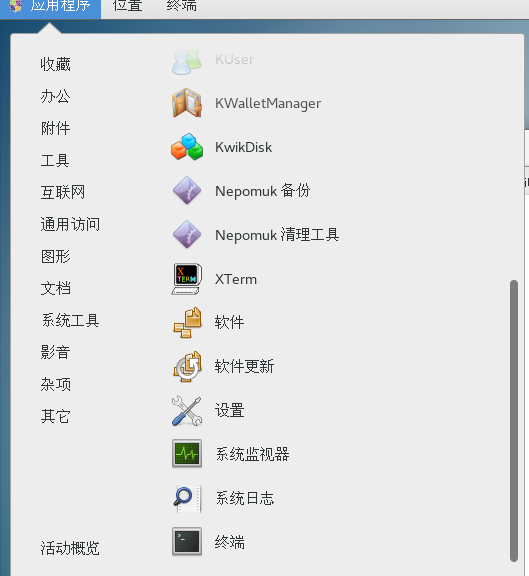 应用程序 位置 终端
收藏
办公
附件
工具
互联网
通用访问
图形
文档
系统工具
影音
杂项
其它
活动概览
KUser
KWalletManager
KwikDisk
Nepomuk 备份
Nepomuk 清理工具
XTERM
XTerm
软件
软件更新
设置
系统监视器
系统日志
终端